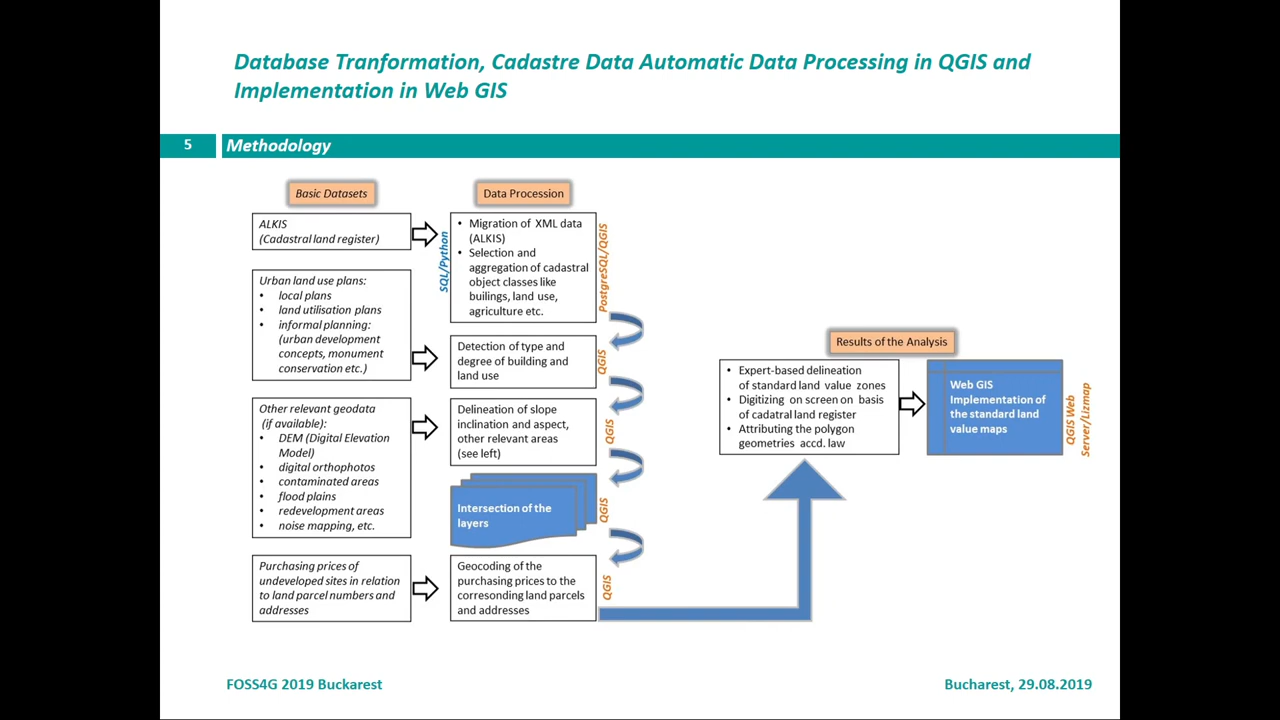 Database Tranformation, Cadastre Data Automatic Data Processing in QGIS and
Implementation in Web GIS
5
Methodology
Basic Datasets
Data Procession
ALKIS
(Cadastral land register)
SQL/Python
• Migration of XML data
(ALKIS)
• Selection and
aggregation of cadastral
object classes like
builings, land use,
agriculture etc.
PostgreSQL/QGIS
Urban land use plans:
• local plans
• land utilisation plans
• informal planning:
(urban development
concepts, monument
conservation etc.)
Detection of type and
degree of building and
land use
QGIS
Other relevant geodata
(if available):
• DEM (Digital Elevation
Model)
• digital orthophotos
• contaminated areas
• flood plains
• redevelopment areas
• noise mapping, etc.
Delineation of slope
inclination and aspect,
other relevant areas
(see left)
QGIS
Intersection of the
layers
QGIS
Purchasing prices of
undeveloped sites in relation
to land parcel numbers and
addresses
Geocoding of the
purchasing prices to the
corresonding land parcels
and addresses
QGIS
Results of the Analysis
• Expert-based delineation
of standard land value zones
• Digitizing on screen on basis
of cadatral land register
• Attributing the polygon
geometries accd. law
Web GIS
Implementation of
the standard land
value maps
QGIS Web
Server/Lizmap
FOSS4G 2019 Buckarest
Bucharest, 29.08.2019